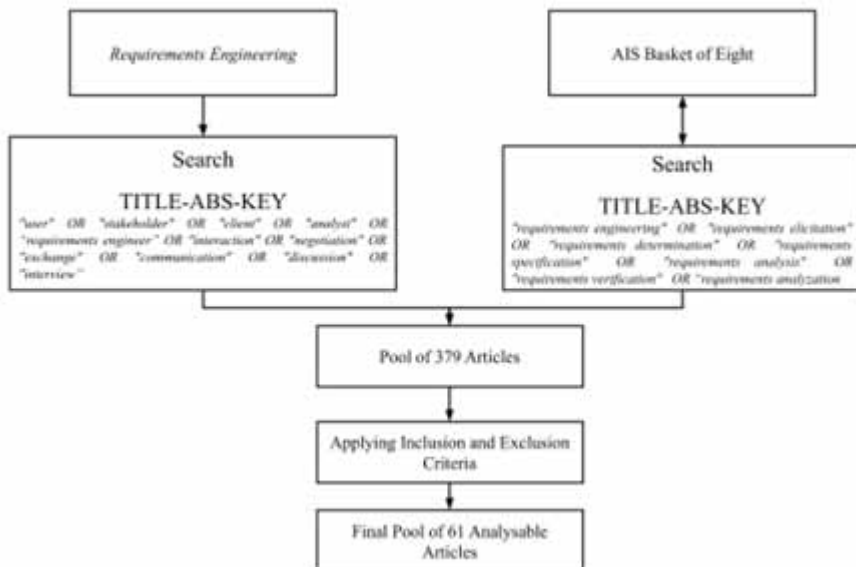 Requirements Engineering
AIS Basket of Eight
Search
TITLE-ABS-KEY
"user" OR "stakeholder" OR "client" OR "analyst" OR
"requirements engineer" OR "interaction" OR "negotiation" OR
"exchange" OR "communication" OR "discussion" OR
"interview"
Search
TITLE-ABS-KEY
"requirements engineering" OR "requirements elicitation"
OR "requirements determination" OR "requirements
specification" OR "requirements analysis" OR
"requirements verification" OR "requirements analyzation
Pool of 379 Articles
Applying Inclusion and Exclusion
Criteria
Final Pool of 61 Analysable
Articles